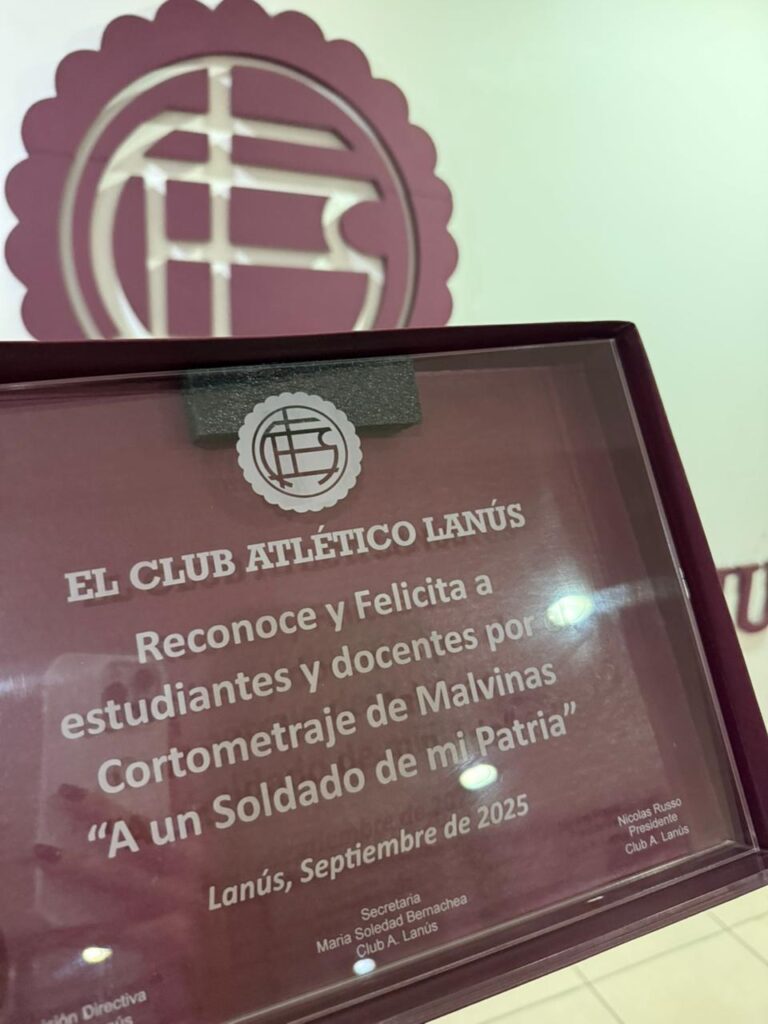 EL CLUB ATLÉTICO LANÚS
Reconoce y Felicita a
estudiantes y docentes por
Cortometraje de Malvinas
“A un Soldado de mi Patria”
Lanús, Septiembre de 2025
Nicolas Russo
Presidente
Club A. Lanús
Secretaria
Maria Soledad Bernachea
Club A. Lanús
Directiva